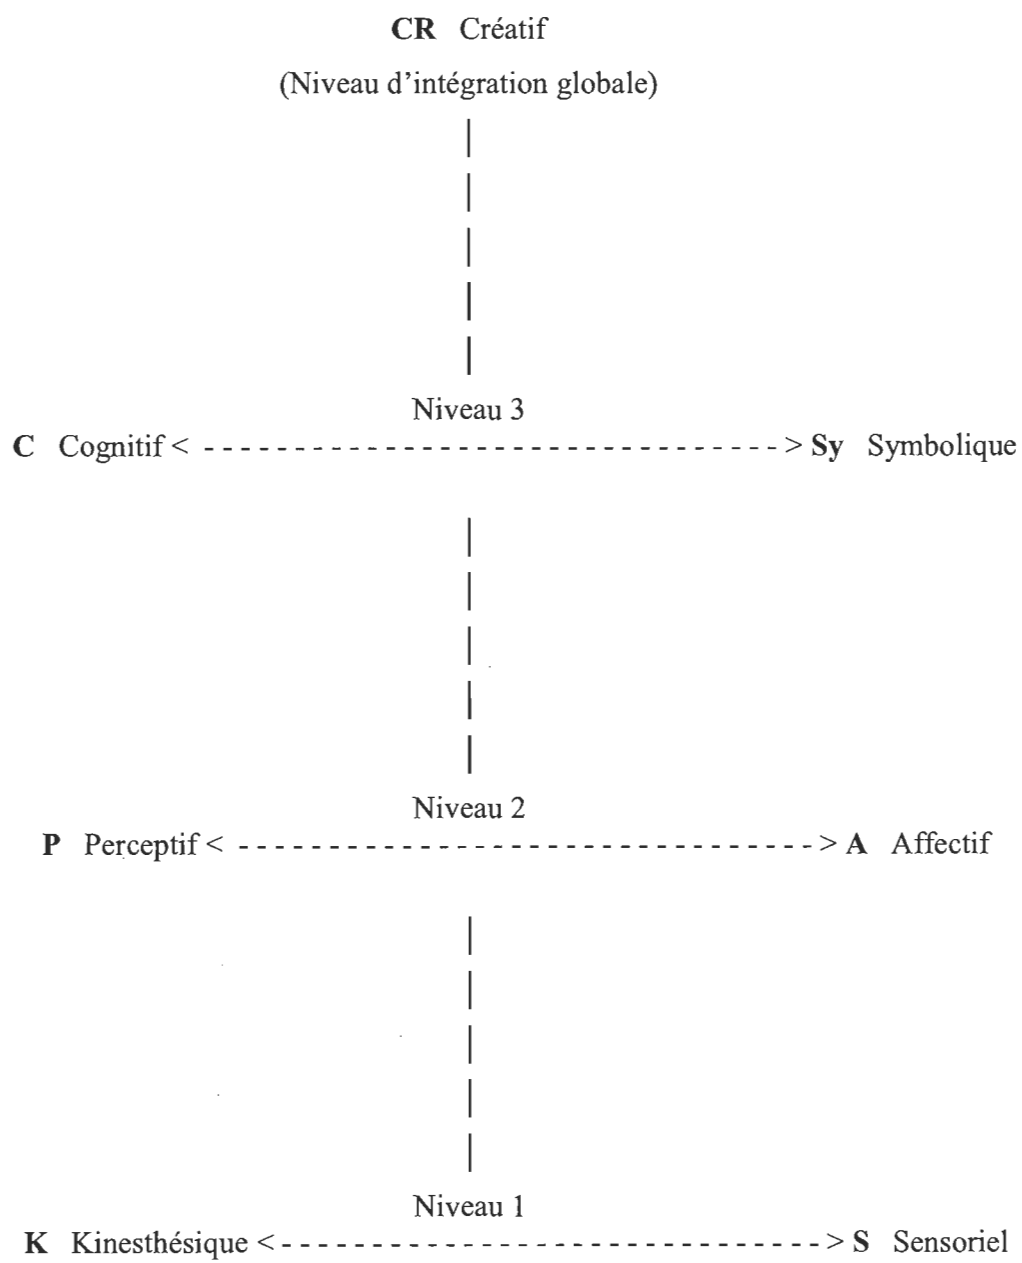 CR Créatif
(Niveau d'intégration globale)
Niveau 3
C Cognitif < - - - - - - - - - - - - - - - - - - - - - - - - - - - - - - - - > Sy Symbolique
Niveau 2
P Perceptif < - - - - - - - - - - - - - - - - - - - - - - - - - - - - - - - - > A Affectif
Niveau 1
K Kinesthésique < - - - - - - - - - - - - - - - - - - - - - - - - - - - - - - > S Sensoriel